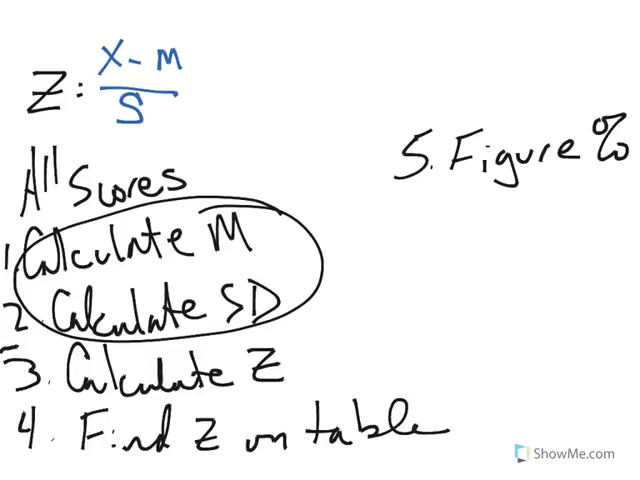 Z: X - M
S
All Scores
1. Calculate M
2. Calculate SD
3. Calculate Z
4. Find Z on table
5. Figure %
ShowMe.com